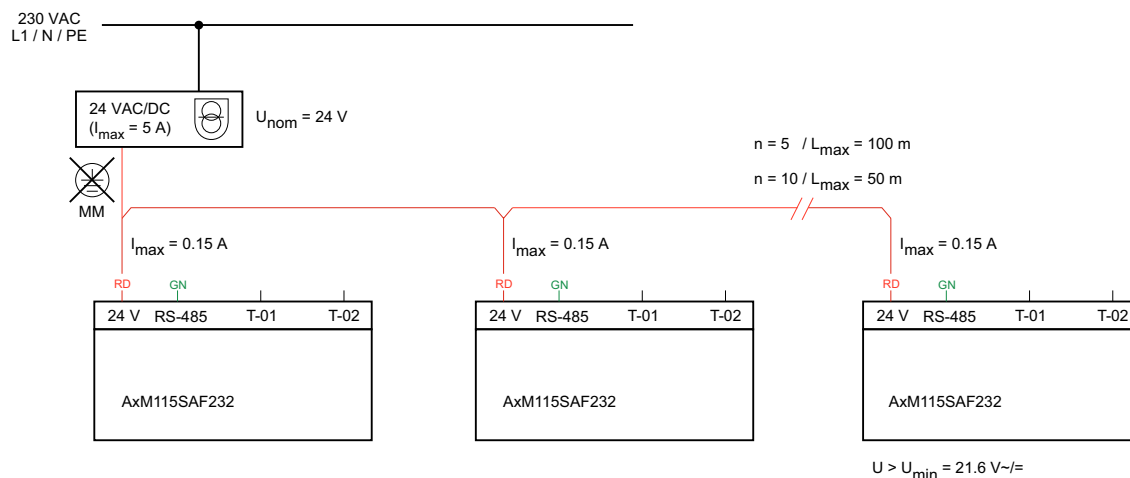 230 VAC
L1 / N / PE
24 VAC/DC
(Imax = 5 A)
Unom = 24 V
n = 5 / Lmax = 100 m
n = 10 / Lmax = 50 m
MM
Imax = 0.15 A
Imax = 0.15 A
Imax = 0.15 A
RD GN
RD GN
RD GN
24 V RS-485 T-01 T-02
24 V RS-485 T-01 T-02
24 V RS-485 T-01 T-02
AxM115SAF232
AxM115SAF232
AxM115SAF232
U > Umin = 21.6 V~/=